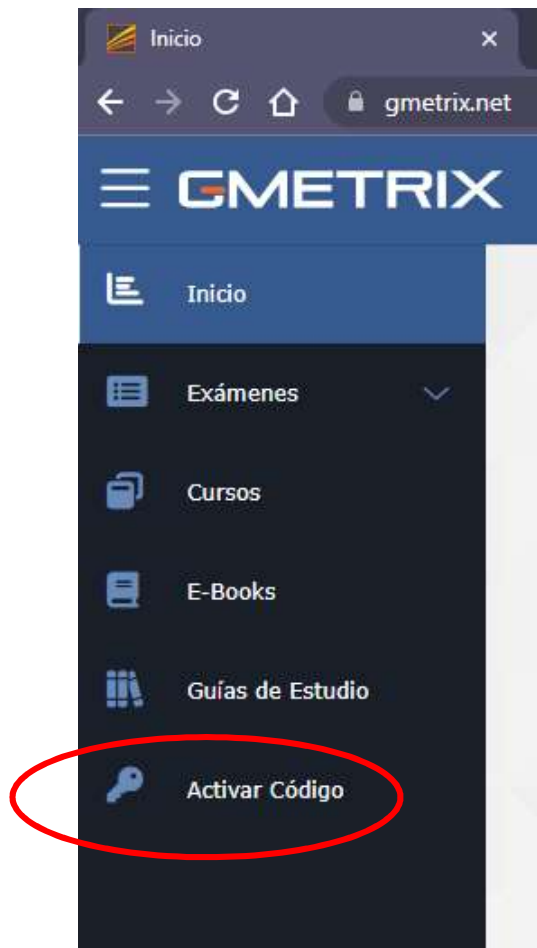 Inicio
gmetrix.net
GMETRIX
Inicio
Exámenes
Cursos
E-Books
Guías de Estudio
Activar Código